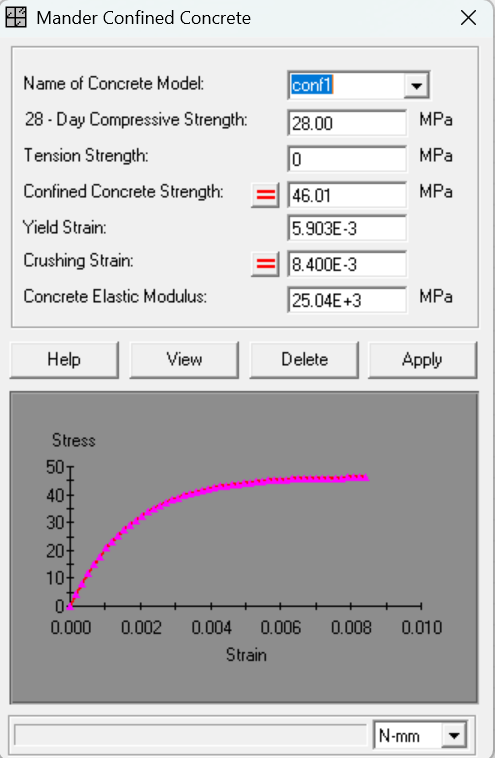 Mander Confined Concrete
Name of Concrete Model: conf1
28 - Day Compressive Strength: 28.00 MPa
Tension Strength: 0 MPa
Confined Concrete Strength: 46.01 MPa
Yield Strain: 5.903E-3
Crushing Strain: 8.400E-3
Concrete Elastic Modulus: 25.04E+3 MPa
Help View Delete Apply
Stress
50
40
30
20
10
0
0.000 0.002 0.004 0.006 0.008 0.010
Strain
N-mm